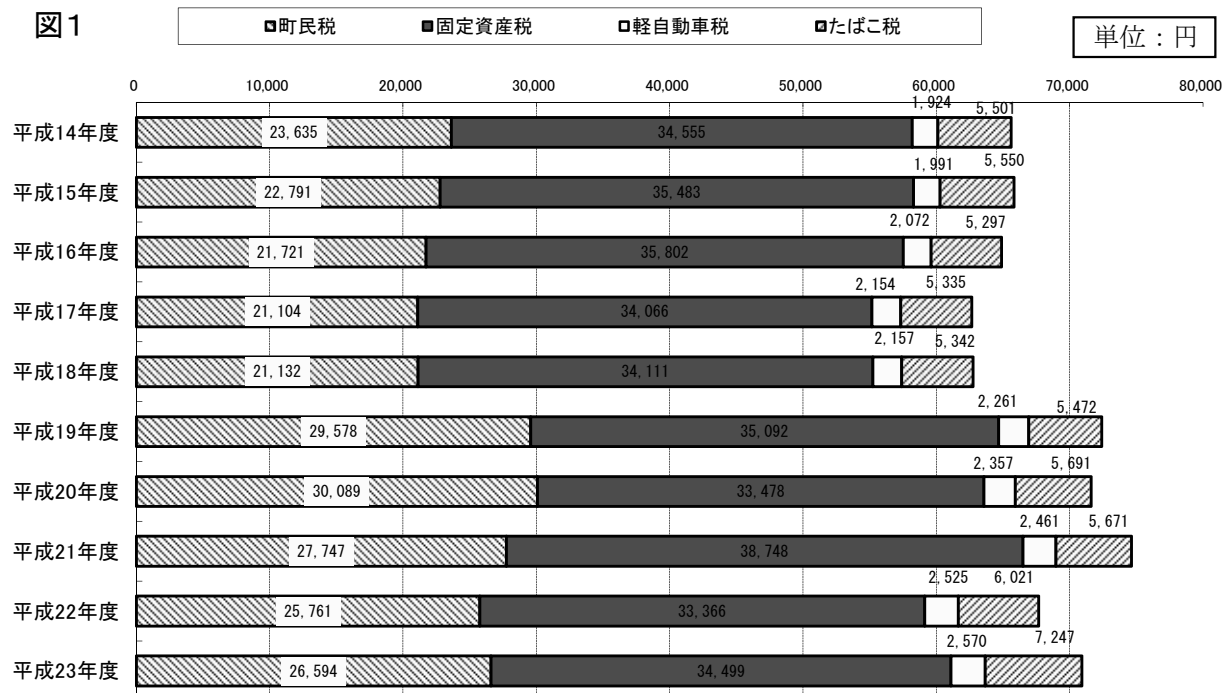 図1
町民税 固定資産税 軽自動車税 たばこ税
単位：円
0 10,000 20,000 30,000 40,000 50,000 60,000 70,000 80,000
1,924 5,501
平成14年度 23,635 34,555
1,991 5,550
平成15年度 22,791 35,483
2,072 5,297
平成16年度 21,721 35,802
2,154 5,335
平成17年度 21,104 34,066
2,157 5,342
平成18年度 21,132 34,111
2,261 5,472
平成19年度 29,578 35,092
2,357 5,691
平成20年度 30,089 33,478
2,461 5,671
平成21年度 27,747 38,748
2,525 6,021
平成22年度 25,761 33,366
2,570 7,247
平成23年度 26,594 34,499